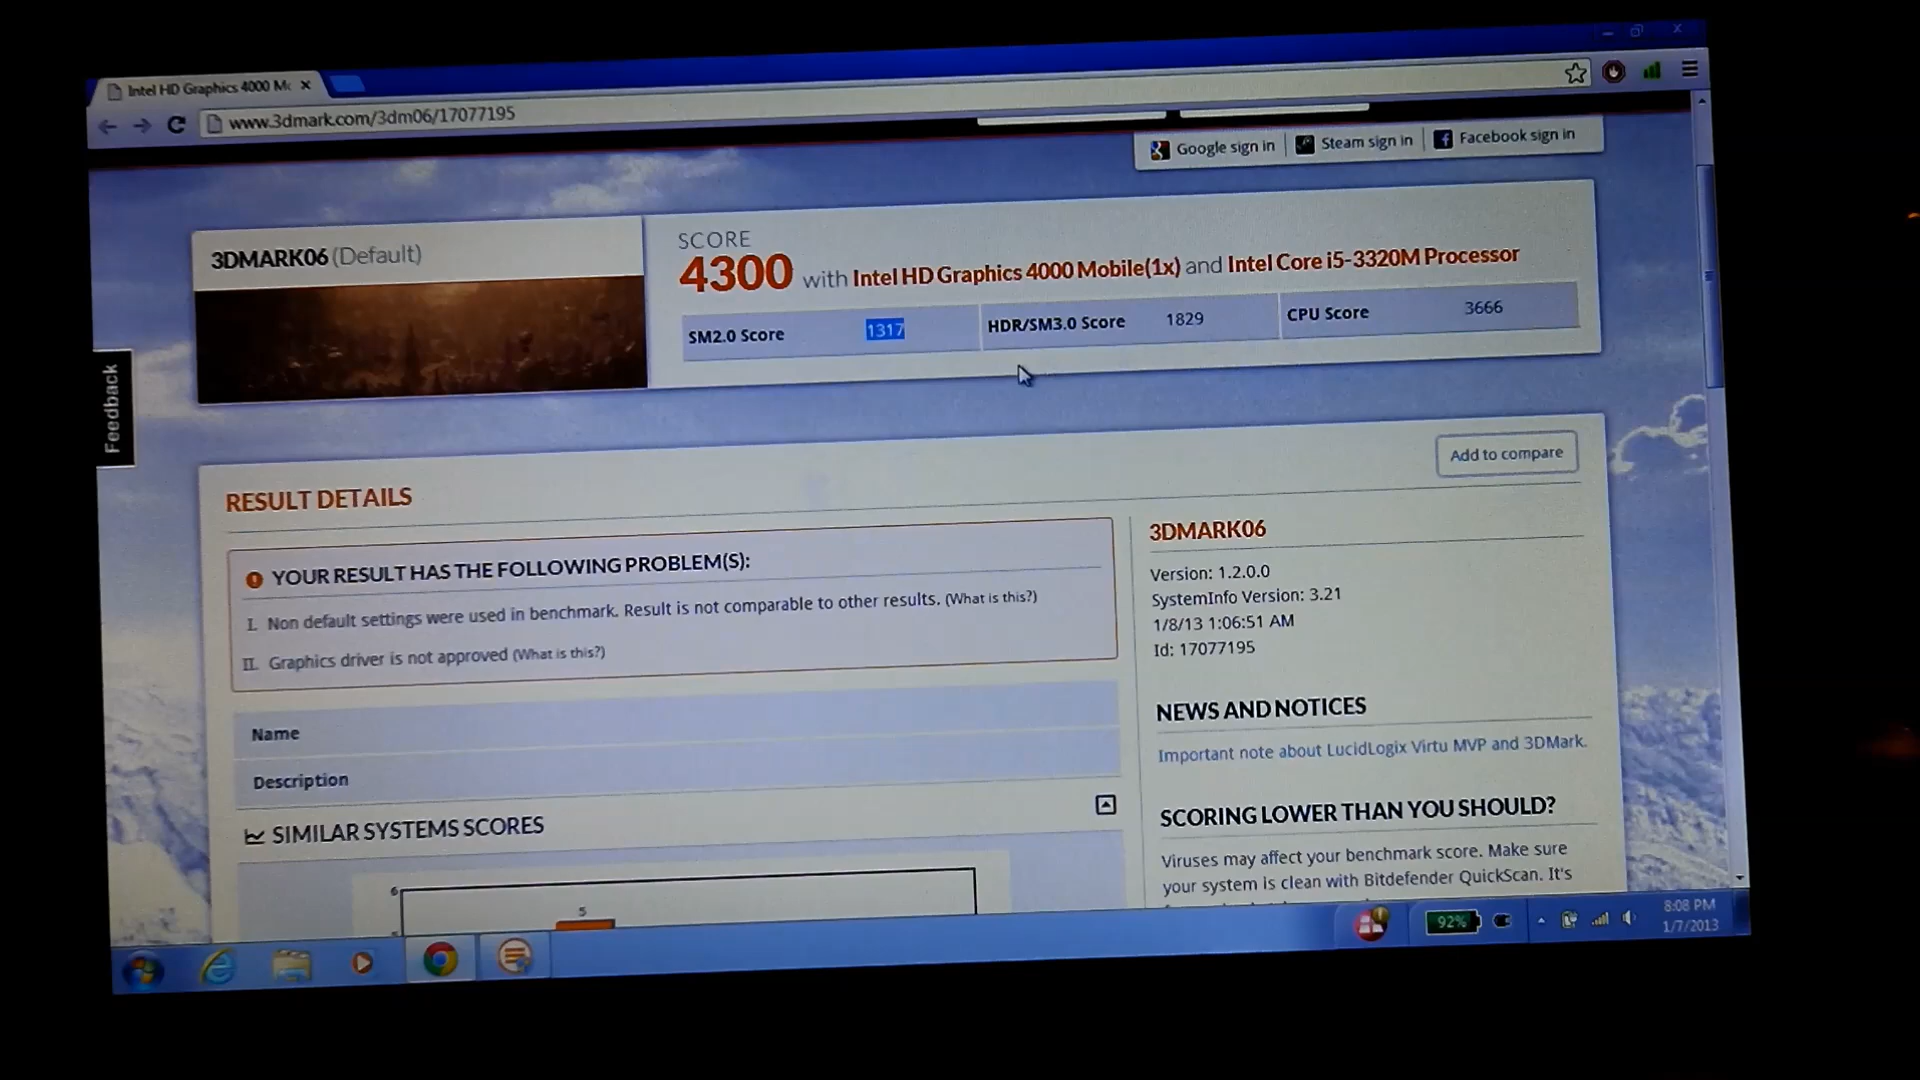 Intel HD Graphics 4000 Mc
www.3dmark.com/3dm06/17077195
Google sign in
Steam sign in
Facebook sign in
3DMARK06 (Default)
SCORE
4300 with Intel HD Graphics 4000 Mobile(1x) and Intel Core i5-3320M Processor
SM2.0 Score 1317 HDR/SM3.0 Score 1829 CPU Score 3666
Feedback
Add to compare
RESULT DETAILS
YOUR RESULT HAS THE FOLLOWING PROBLEM(S):
I. Non default settings were used in benchmark. Result is not comparable to other results. (What is this?)
II. Graphics driver is not approved (What is this?)
Name
Description
SIMILAR SYSTEMS SCORES
6
5
3DMARK06
Version: 1.2.0.0
SystemInfo Version: 3.21
1/8/13 1:06:51 AM
Id: 17077195
NEWS AND NOTICES
Important note about LucidLogix Virtu MVP and 3DMark.
SCORING LOWER THAN YOU SHOULD?
Viruses may affect your benchmark score. Make sure
your system is clean with Bitdefender QuickScan. It's
92%
8:08 PM
1/7/2013